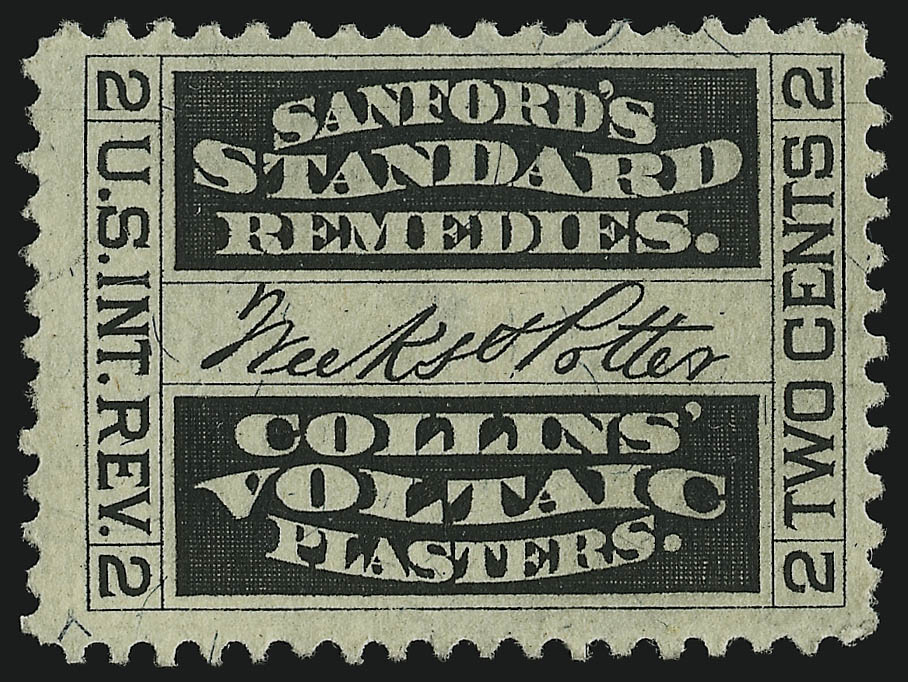 SANFORD'S
STANDARD
REMEDIES.
Weeks & Potter
COLLINS'
VOLTAIC
PLASTERS.
2 U.S. INT. REV. 2
2 TWO CENTS 2